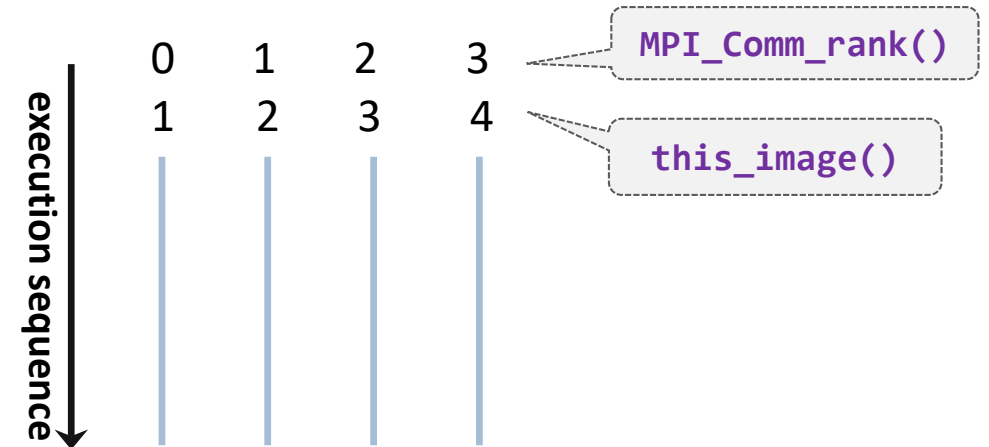 0 1 2 3
MPI_Comm_rank()
1 2 3 4
this_image()
execution sequence